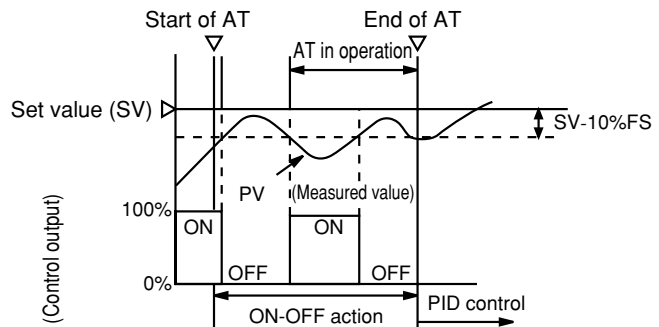 Start of AT
End of AT
AT in operation
Set value (SV)
SV-10%FS
PV
(Measured value)
100%
ON
ON
(Control output)
OFF
OFF
0%
PID control
ON-OFF action